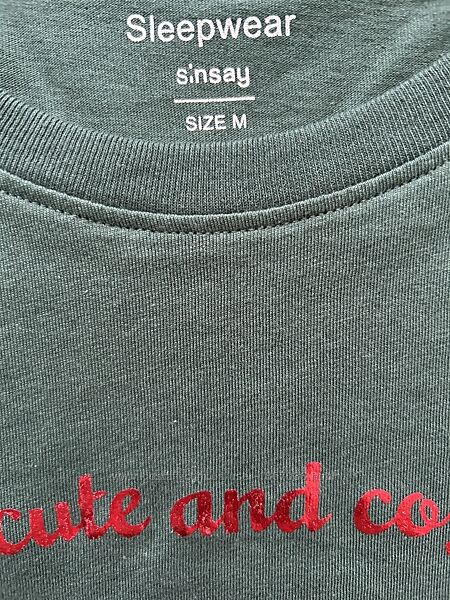 Sleepwear
sinsay
SIZE M
cute and